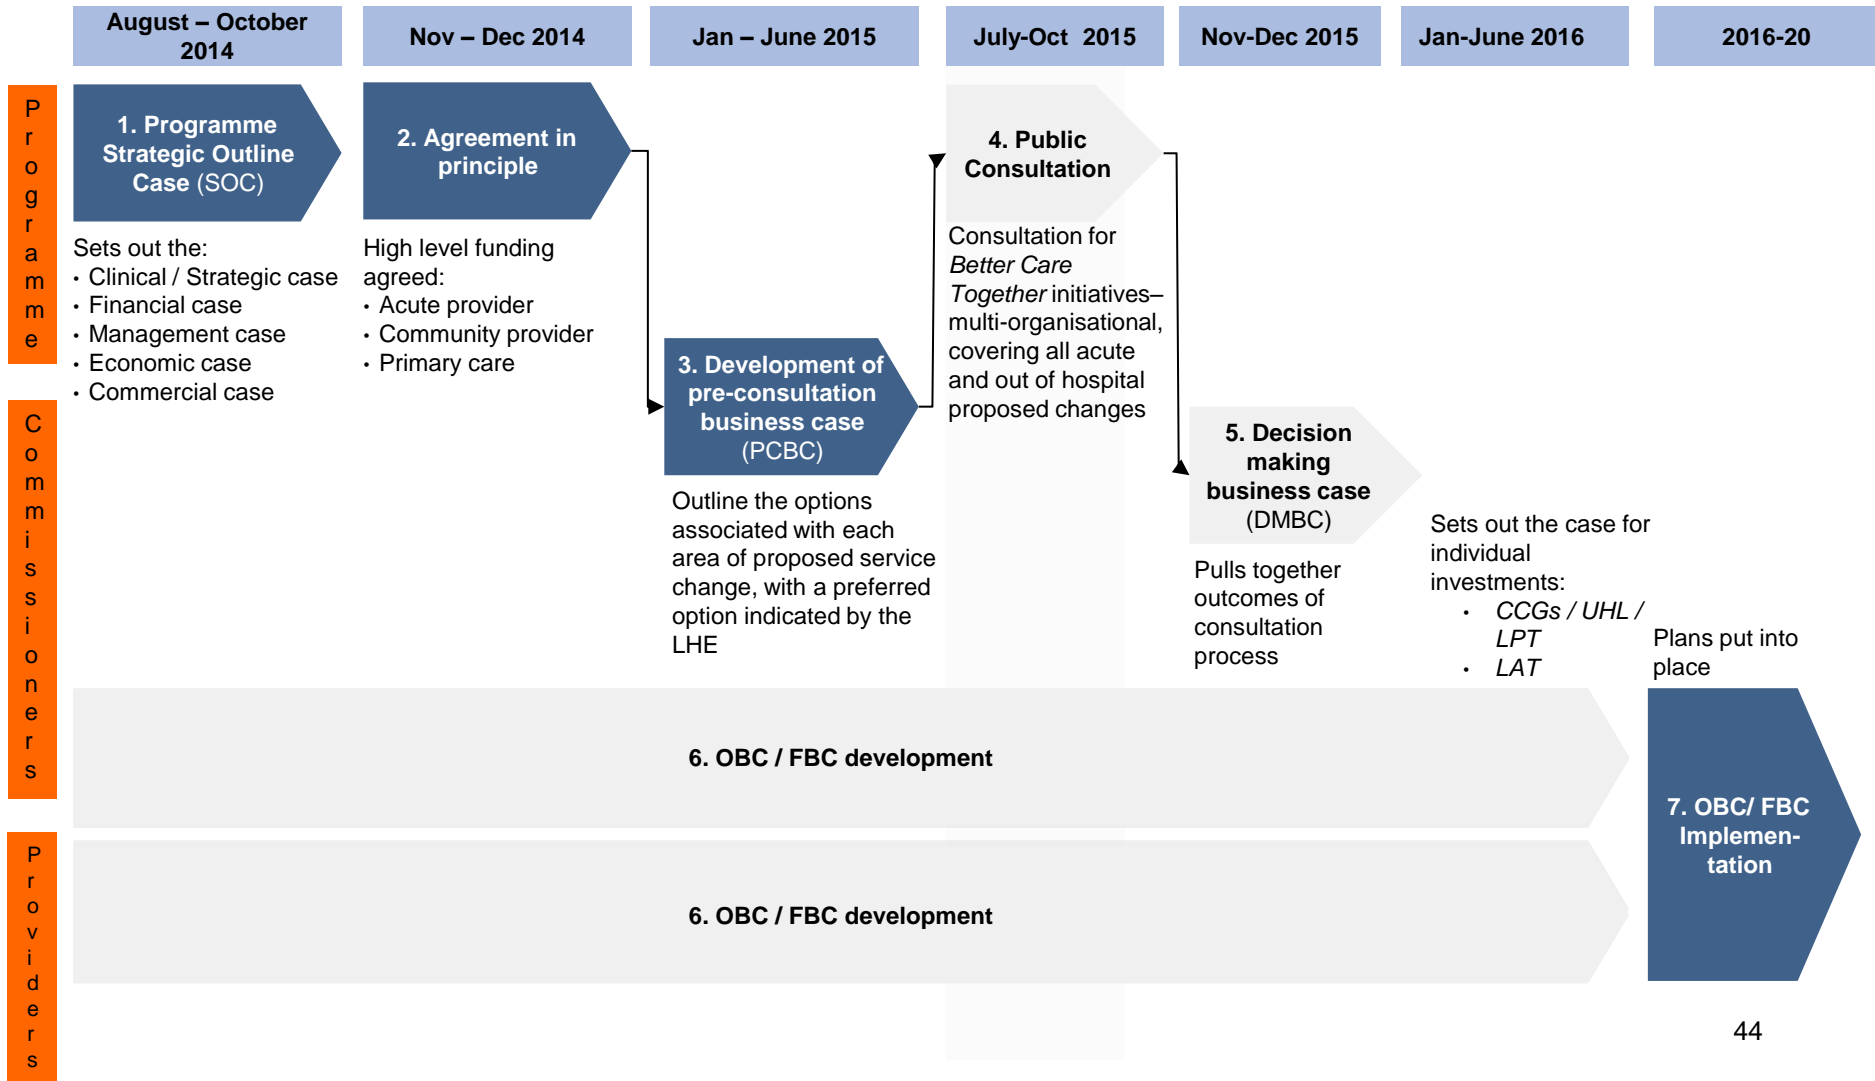 August – October
2014
Nov – Dec 2014
Jan – June 2015
July-Oct 2015
Nov-Dec 2015
Jan-June 2016
2016-20
Programme
1. Programme
Strategic Outline
Case (SOC)
Sets out the:
• Clinical / Strategic case
• Financial case
• Management case
• Economic case
• Commercial case
2. Agreement in
principle
High level funding
agreed:
• Acute provider
• Community provider
• Primary care
4. Public
Consultation
Consultation for
Better Care
Together initiatives–
multi-organisational,
covering all acute
and out of hospital
proposed changes
Commissioners
3. Development of
pre-consultation
business case
(PCBC)
Outline the options
associated with each
area of proposed service
change, with a preferred
option indicated by the
LHE
5. Decision
making
business case
(DMBC)
Pulls together
outcomes of
consultation
process
Sets out the case for
individual
investments:
• CCGs / UHL /
LPT
• LAT
Plans put into
place
6. OBC / FBC development
7. OBC/ FBC
Implemen-
tation
Providers
6. OBC / FBC development
44